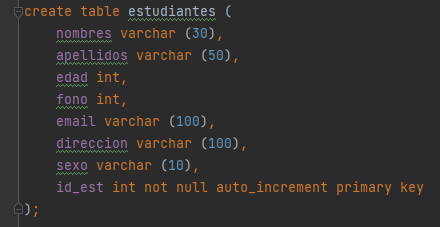 create table estudiantes (
    nombres varchar (30),
    apellidos varchar (50),
    edad int,
    fono int,
    email varchar (100),
    direccion varchar (100),
    sexo varchar (10),
    id_est int not null auto_increment primary key
);